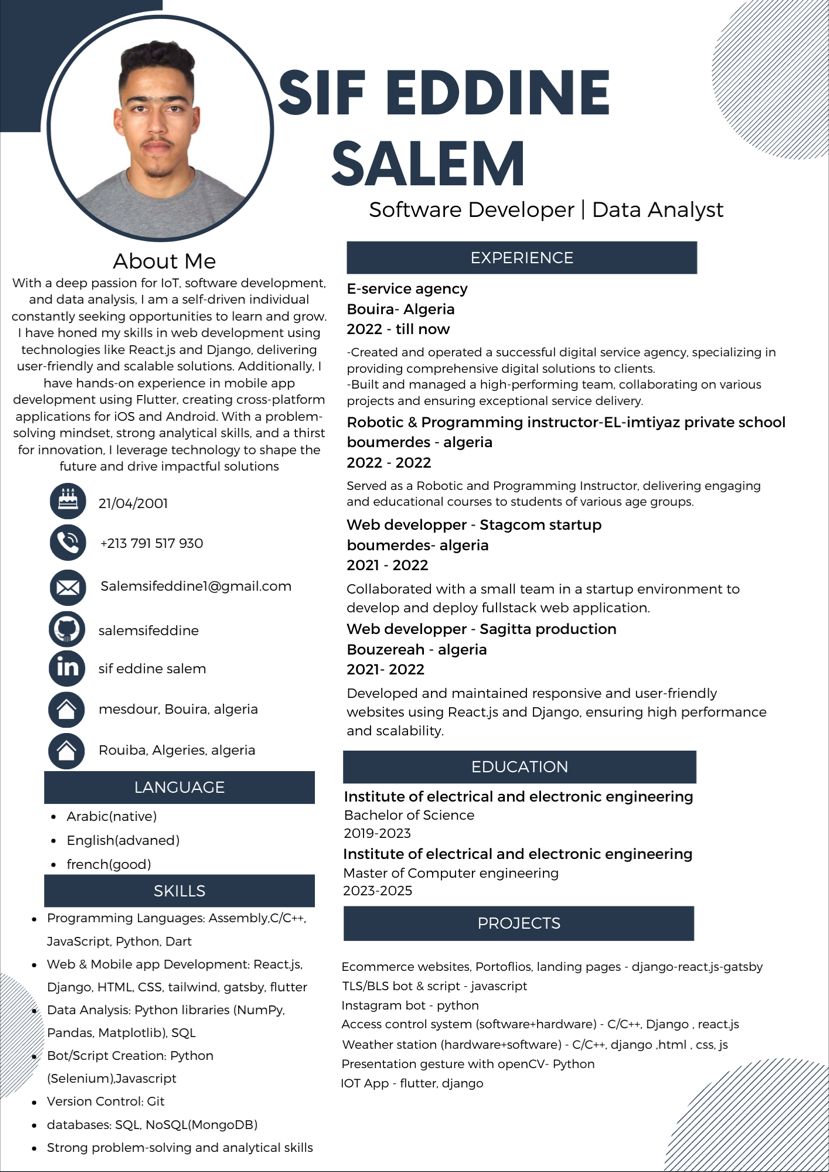 SIF EDDINE
SALEM
Software Developer | Data Analyst
About Me
With a deep passion for IoT, software development,
and data analysis, I am a self-driven individual
constantly seeking opportunities to learn and grow.
I have honed my skills in web development using
technologies like React.js and Django, delivering
user-friendly and scalable solutions. Additionally, I
have hands-on experience in mobile app
development using Flutter, creating cross-platform
applications for iOS and Android. With a problem-
solving mindset, strong analytical skills, and a thirst
for innovation, I leverage technology to shape the
future and drive impactful solutions
21/04/2001
+213 791 517 930
Salemsifeddine1@gmail.com
salemsifeddine
in
sif eddine salem
mesdour, Bouira, algeria
Rouiba, Algeries, algeria
LANGUAGE
• Arabic(native)
• English(advaned)
• french(good)
SKILLS
• Programming Languages: Assembly,C/C++,
JavaScript, Python, Dart
• Web & Mobile app Development: React.js,
Django, HTML, CSS, tailwind, gatsby, flutter
• Data Analysis: Python libraries (NumPy,
Pandas, Matplotlib), SQL
• Bot/Script Creation: Python
(Selenium),Javascript
• Version Control: Git
• databases: SQL, NoSQL(MongoDB)
• Strong problem-solving and analytical skills
EXPERIENCE
E-service agency
Bouira- Algeria
2022 - till now
-Created and operated a successful digital service agency, specializing in
providing comprehensive digital solutions to clients.
-Built and managed a high-performing team, collaborating on various
projects and ensuring exceptional service delivery.
Robotic & Programming instructor-EL-imtiyaz private school
boumerdes - algeria
2022 - 2022
Served as a Robotic and Programming Instructor, delivering engaging
and educational courses to students of various age groups.
Web developper - Stagcom startup
boumerdes- algeria
2021 - 2022
Collaborated with a small team in a startup environment to
develop and deploy fullstack web application.
Web developper - Sagitta production
Bouzereah - algeria
2021- 2022
Developed and maintained responsive and user-friendly
websites using React.js and Django, ensuring high performance
and scalability.
EDUCATION
Institute of electrical and electronic engineering
Bachelor of Science
2019-2023
Institute of electrical and electronic engineering
Master of Computer engineering
2023-2025
PROJECTS
Ecommerce websites, Portoflios, landing pages - django-react.js-gatsby
TLS/BLS bot & script - javascript
Instagram bot - python
Access control system (software+hardware) - C/C++, Django , react.js
Weather station (hardware+software) - C/C++, django ,html , css, js
Presentation gesture with openCV- Python
IOT App - flutter, django